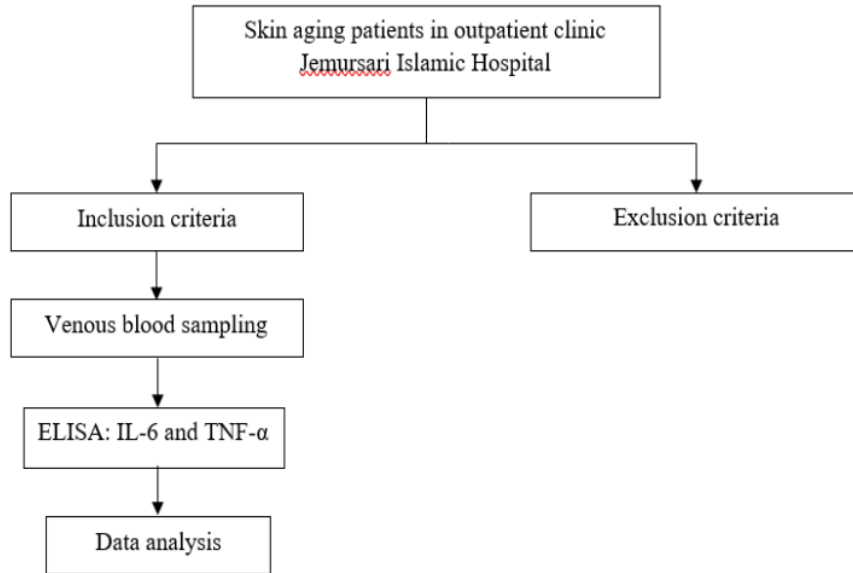 Skin aging patients in outpatient clinic
Jemursari Islamic Hospital
Inclusion criteria
Exclusion criteria
Venous blood sampling
ELISA: IL-6 and TNF-α
Data analysis